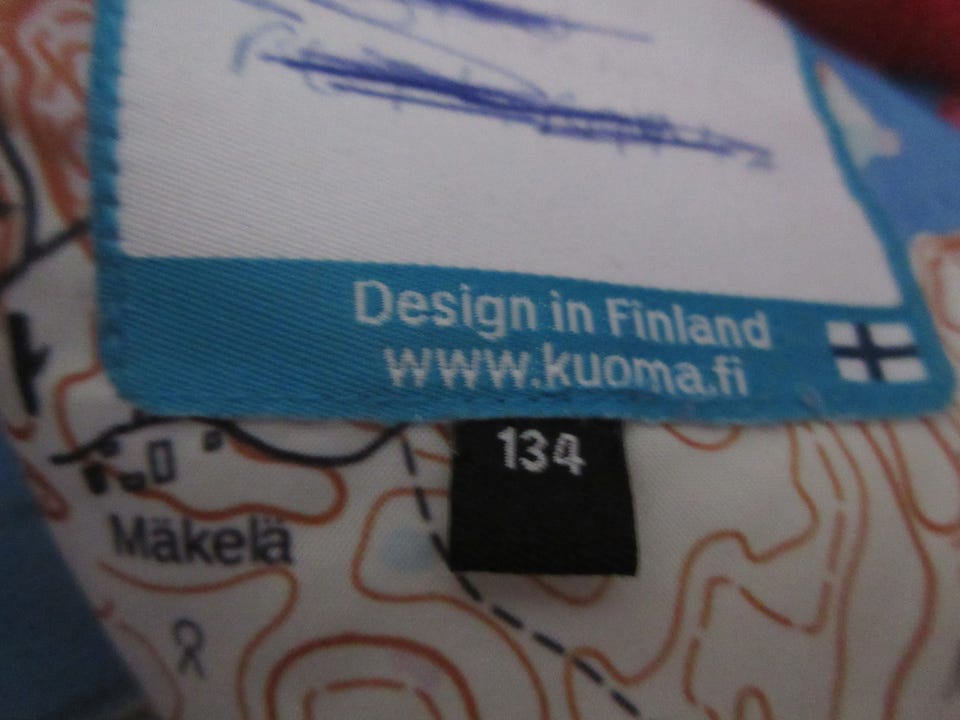 Design in Finland
www.kuoma.fi
134
Mäkelä